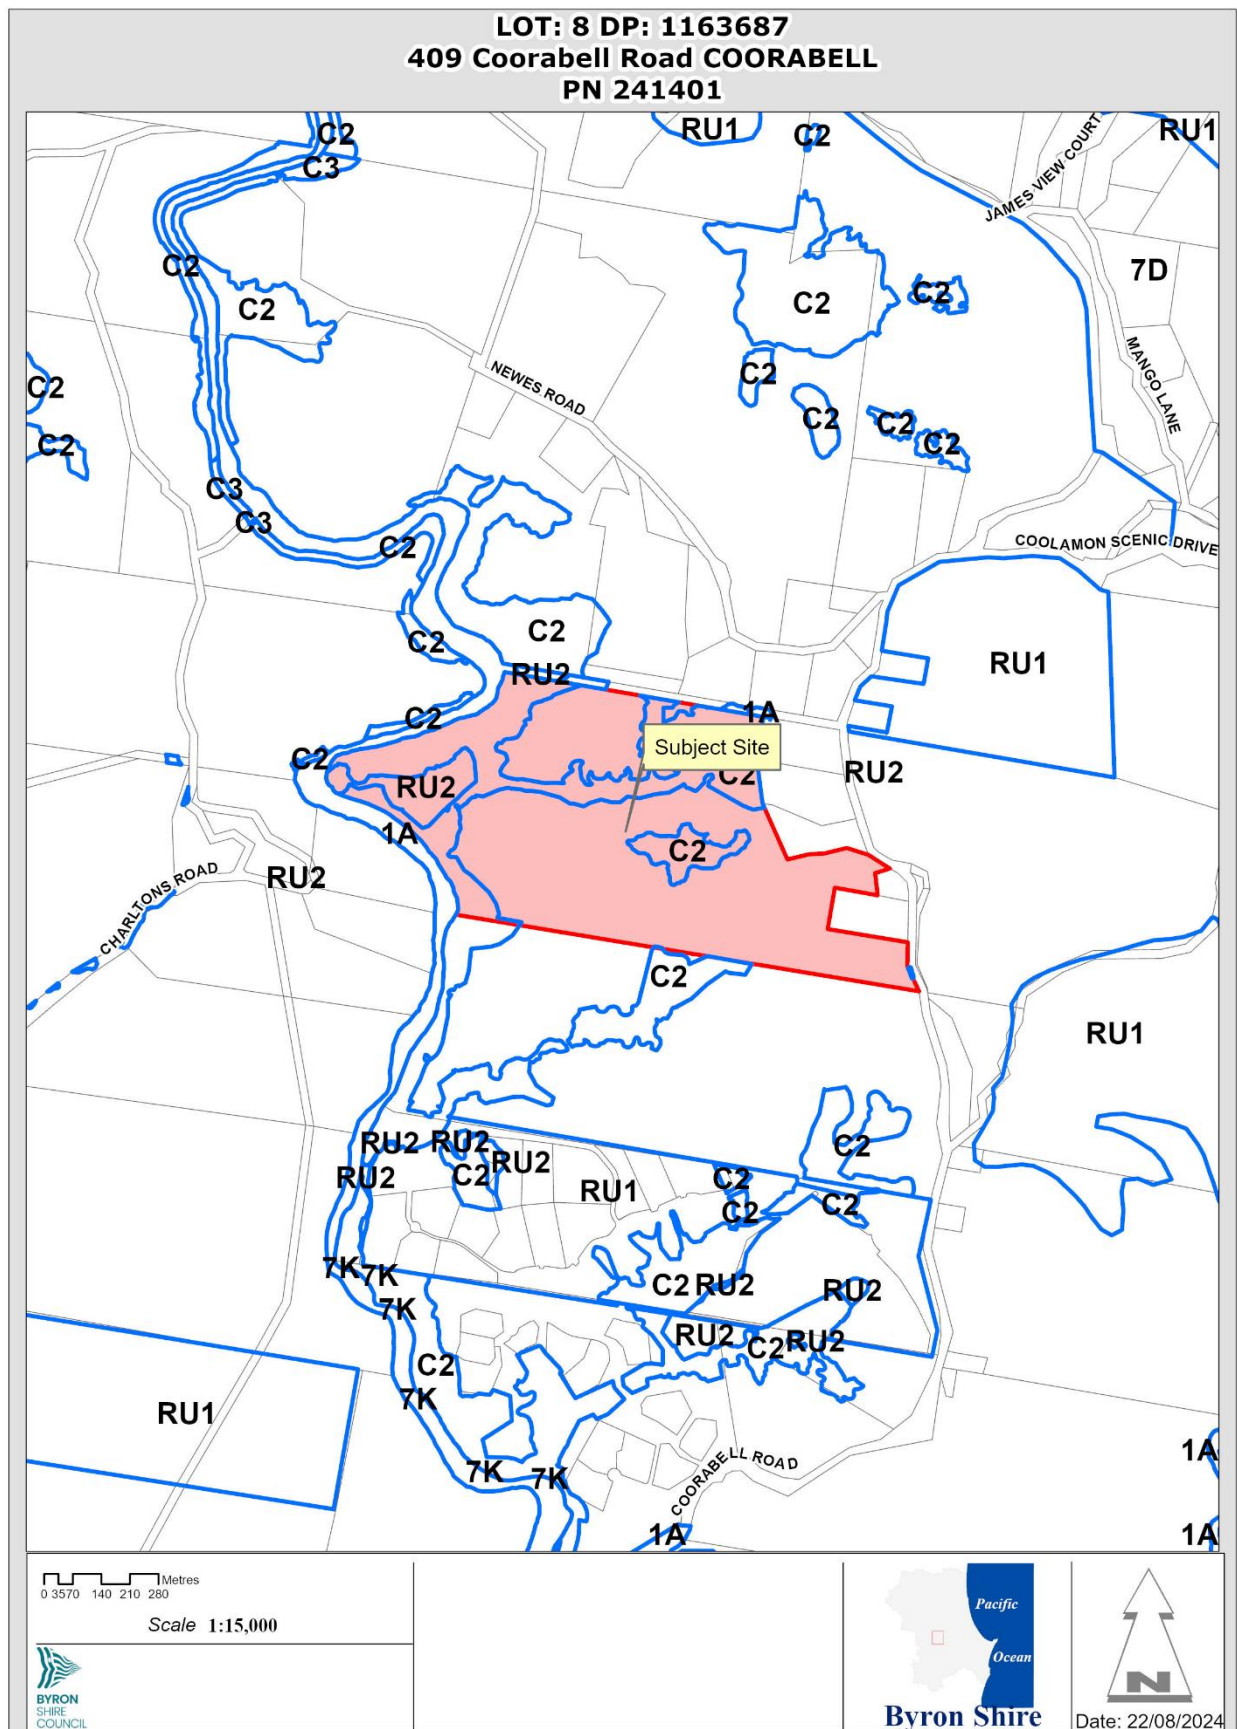 LOT: 8 DP: 1163687
409 Coorabell Road COORABELL
PN 241401
C2
RU1
C2
RU1
C3
JAMES VIEW COURT
C2
7D
C2
C2
C2
C2
C2
NEWES ROAD
MANGO LANE
C2
C2
C2
C2
C2
C3
C3
C2
COOLAMON SCENIC DRIVE
C2
C2
RU1
RU2
C2
1A
Subject Site
C2
C2
RU2
RU2
1A
C2
CHARLTONS ROAD
RU2
C2
RU1
RU2
RU2
C2
RU2
RU2
C2
RU1
C2
C2
C2
7K
7K
C2
RU2
RU2
7K
RU2
C2
RU2
C2
7K
RU1
1A
7K
7K
COORABELL ROAD
1A
1A
Metres
0 3570 140 210 280
Scale 1:15,000
BYRON
SHIRE
COUNCIL
Pacific
Ocean
Byron Shire
N
Date: 22/08/2024